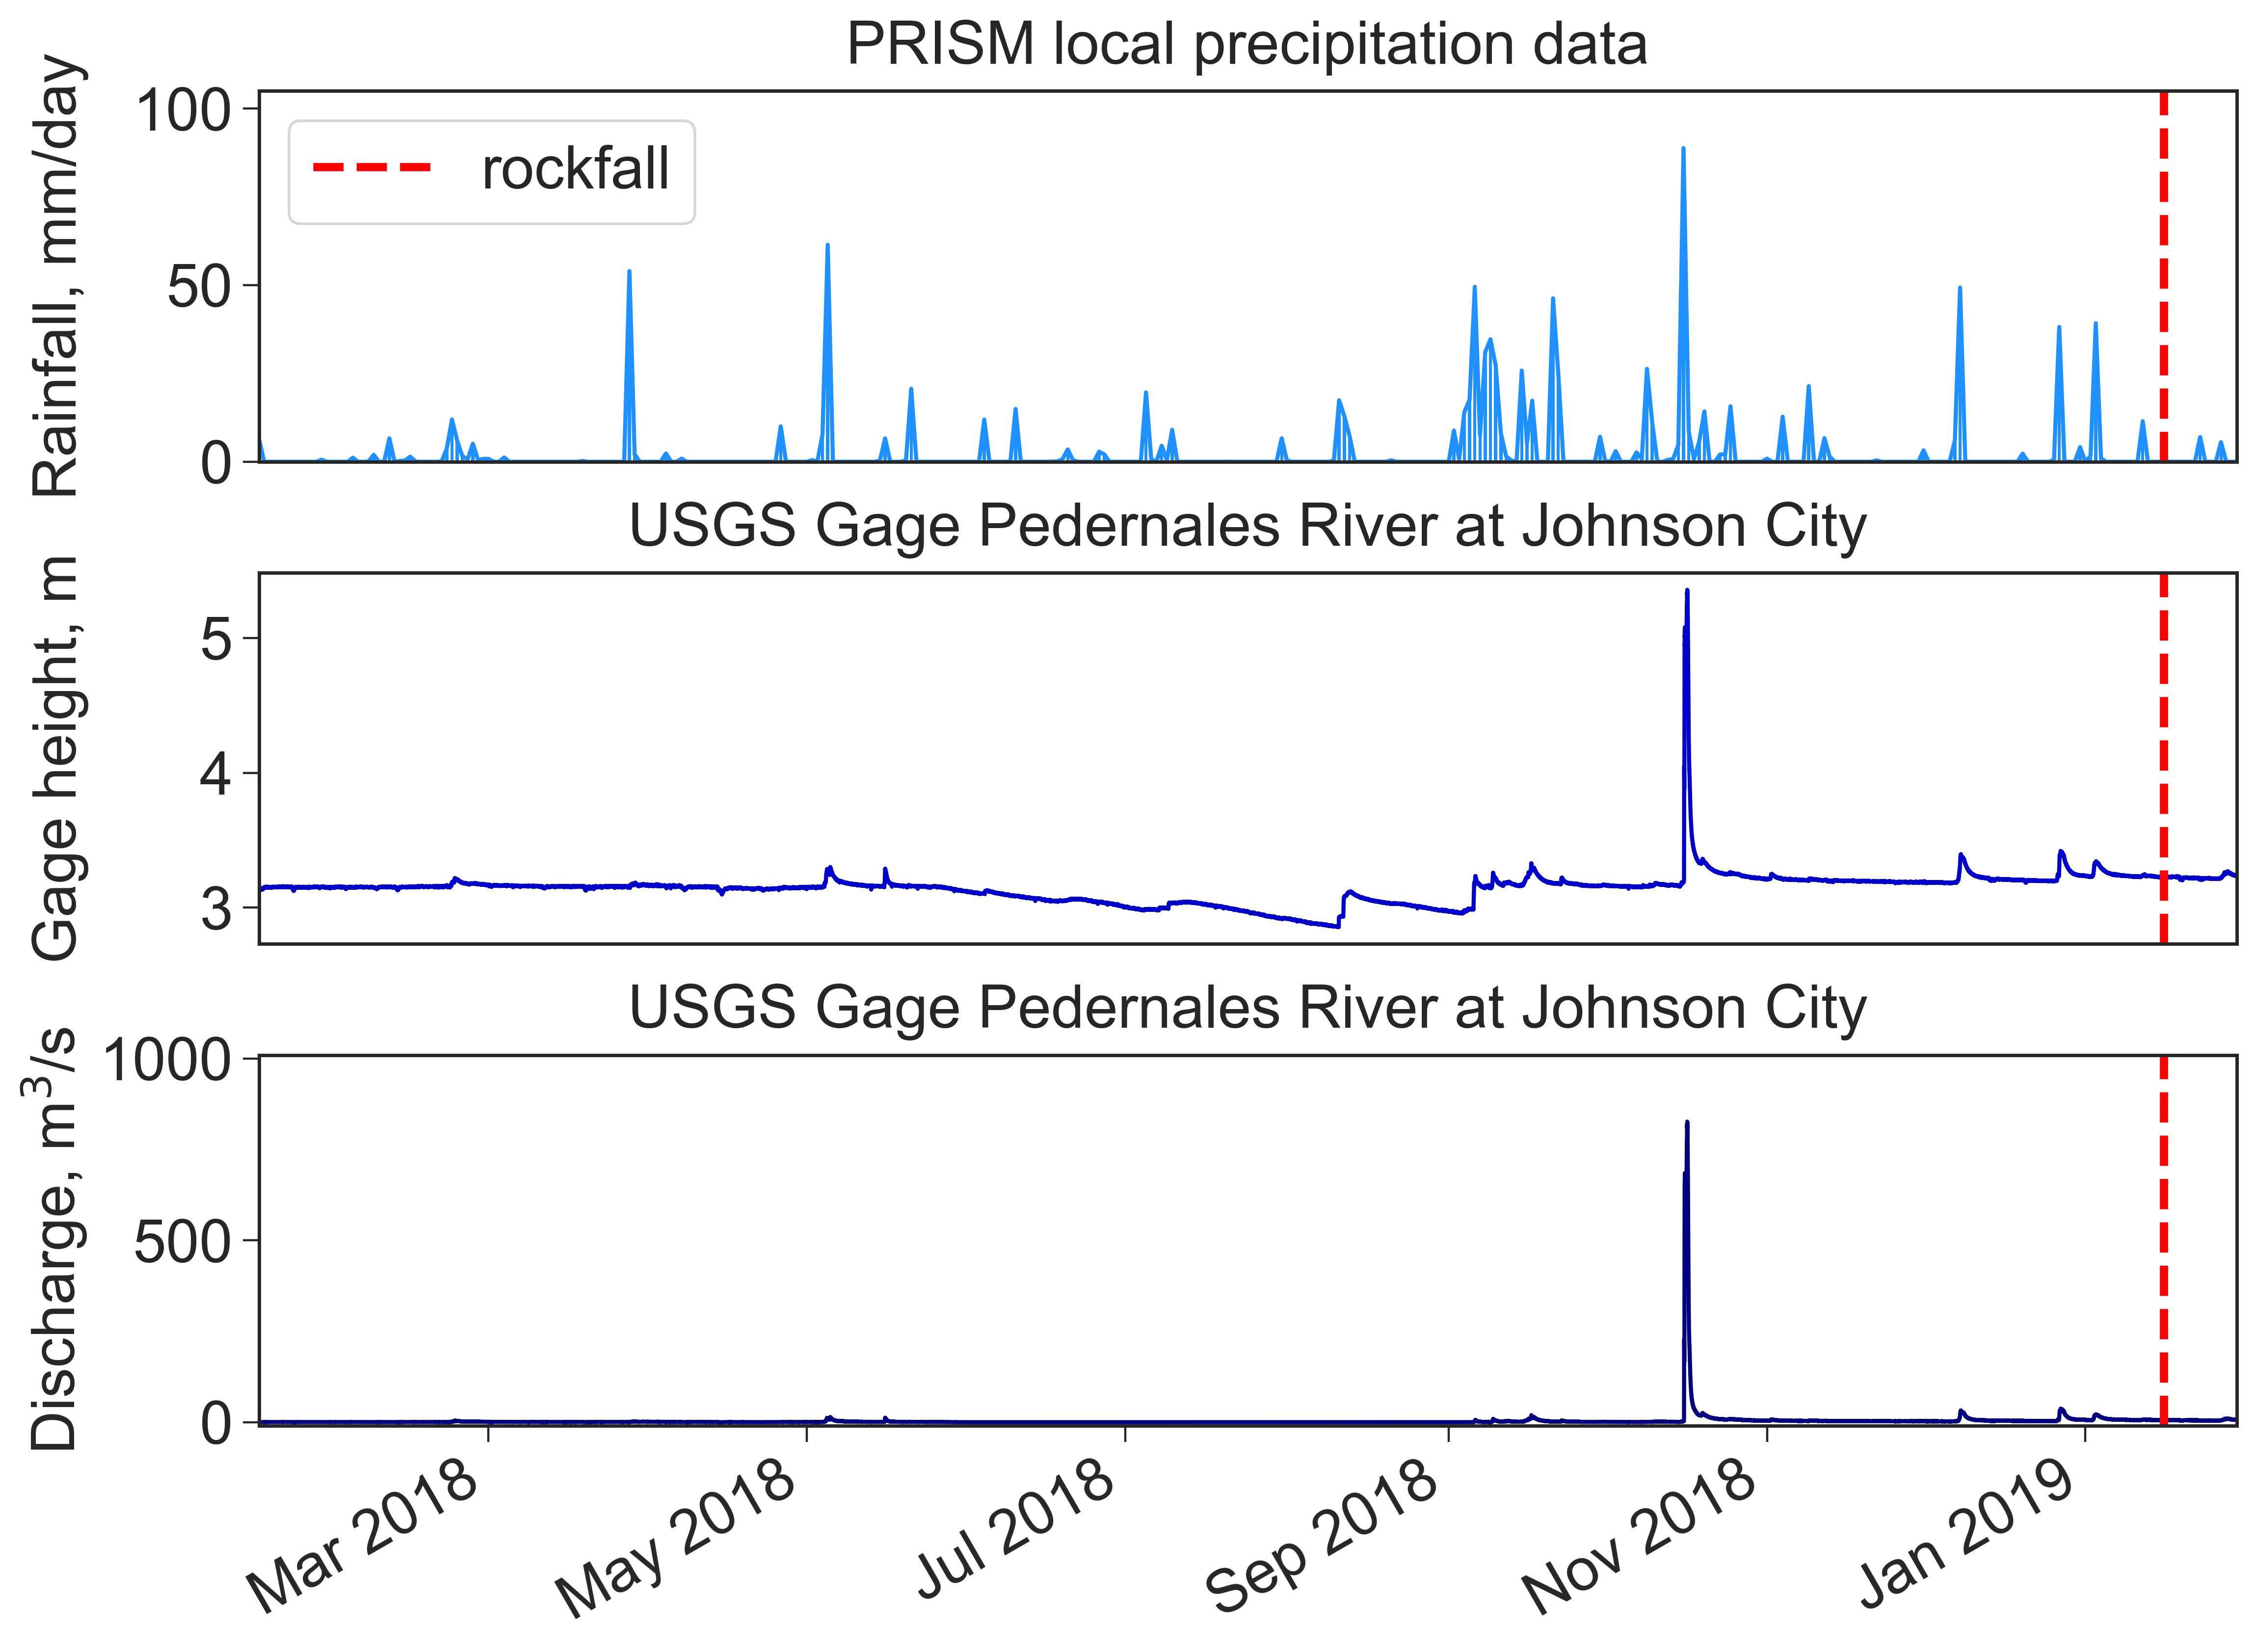 PRISM local precipitation data
Rainfall, mm/day
100
50
0
rockfall
USGS Gage Pedernales River at Johnson City
Gage height, m
5
4
3
USGS Gage Pedernales River at Johnson City
Discharge, m³/s
1000
500
0
Mar 2018
May 2018
Jul 2018
Sep 2018
Nov 2018
Jan 2019